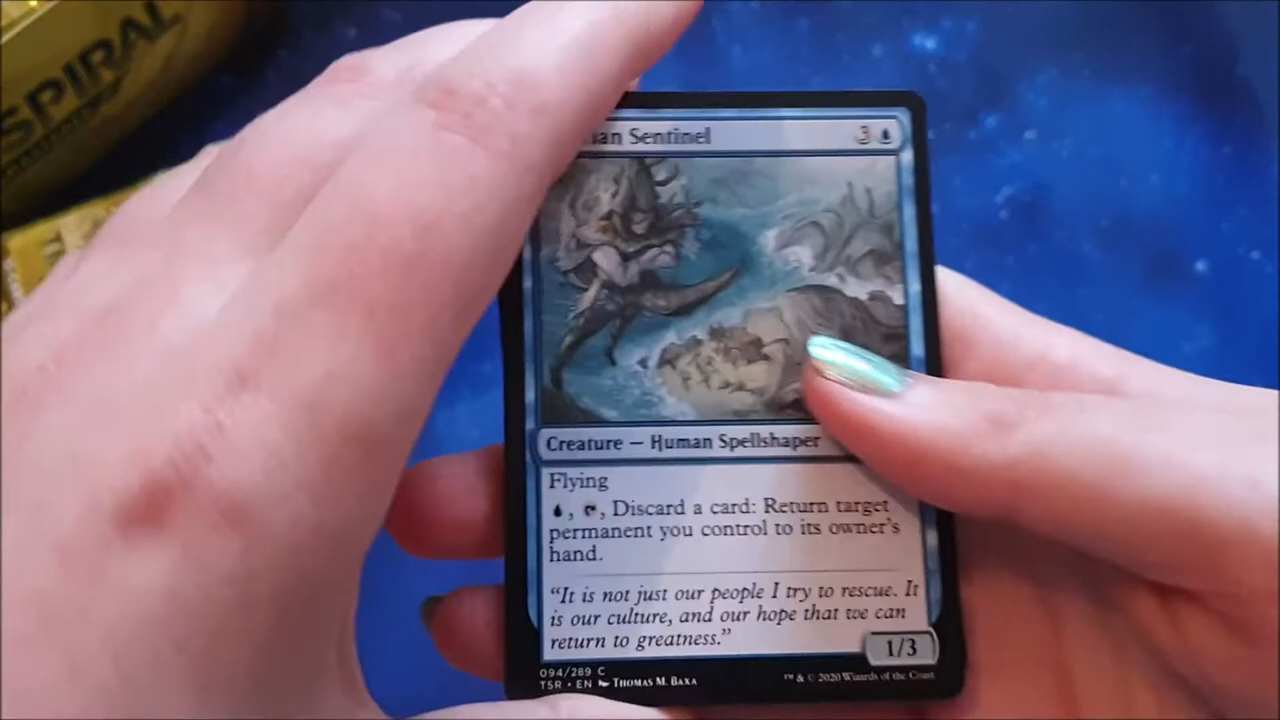 SPIRAL
an Sentinel 3
Creature — Human Spellshaper
Flying
, , Discard a card: Return target
permanent you control to its owner's
hand.
"It is not just our people I try to rescue. It
is our culture, and our hope that we can
return to greatness."
1/3
094/289 C
TSR • EN Thomas M. Baxa
™ & © 2020 Wizards of the Coast